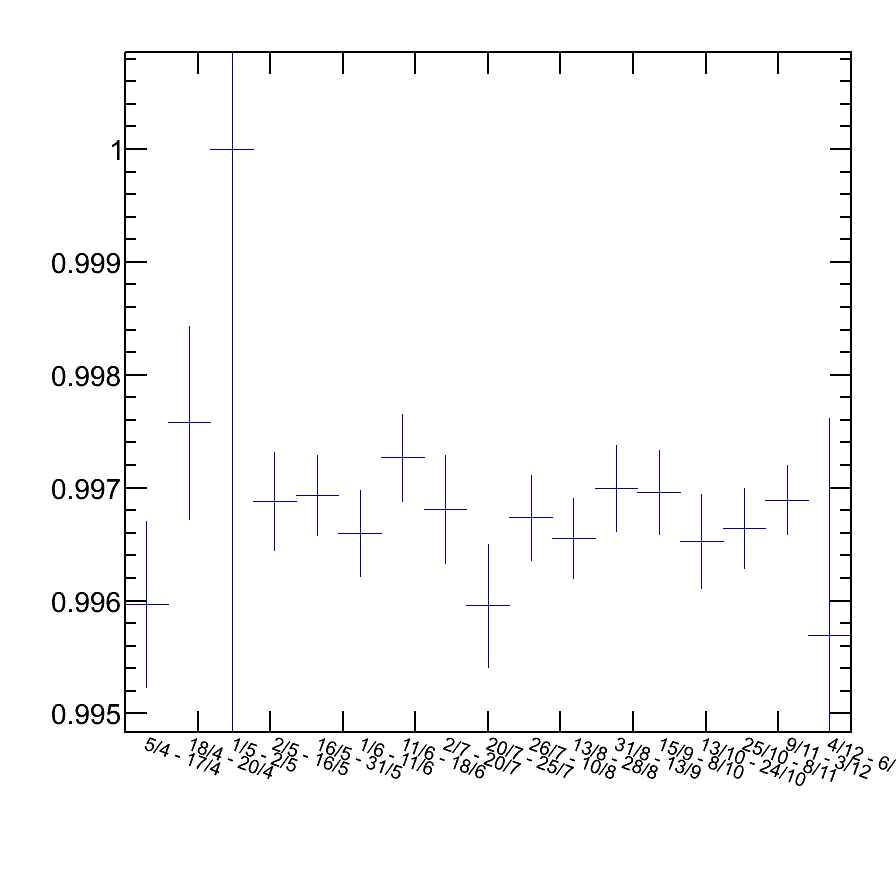 1
0.999
0.998
0.997
0.996
0.995
5/4 - 17/4
18/4 - 20/4
1/5 - 2/5
2/5 - 16/5
16/5 - 31/5
1/6 - 11/6
11/6 - 18/6
2/7 - 20/7
20/7 - 25/7
26/7 - 10/8
13/8 - 28/8
31/8 - 13/9
15/9 - 8/10
13/10 - 24/10
25/10 - 8/11
9/11 - 3/12
4/12 - 6/